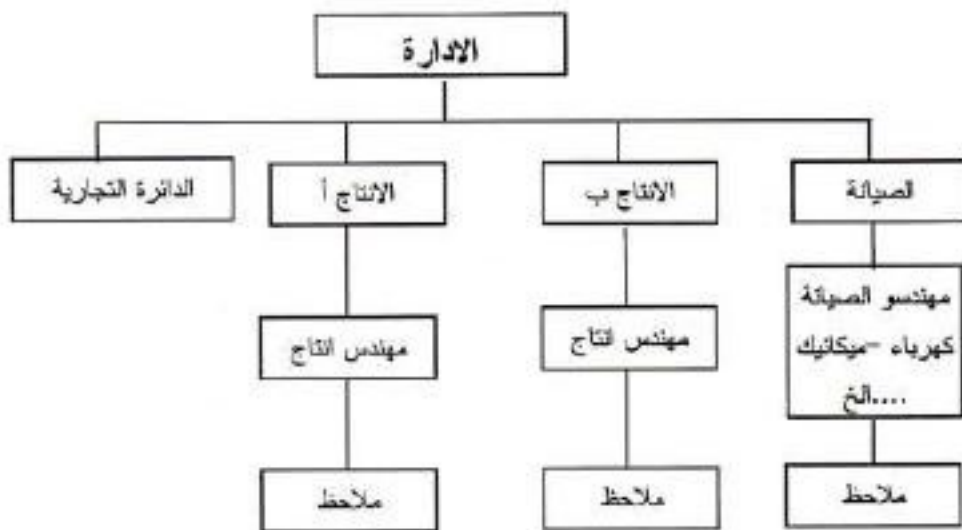 الادارة
الصيانة
الانتاج ب
الانتاج أ
الدائرة التجارية
مهندسو الصيانة
كهرباء -ميكانيك
....الخ
مهندس انتاج
مهندس انتاج
ملاحظ
ملاحظ
ملاحظ